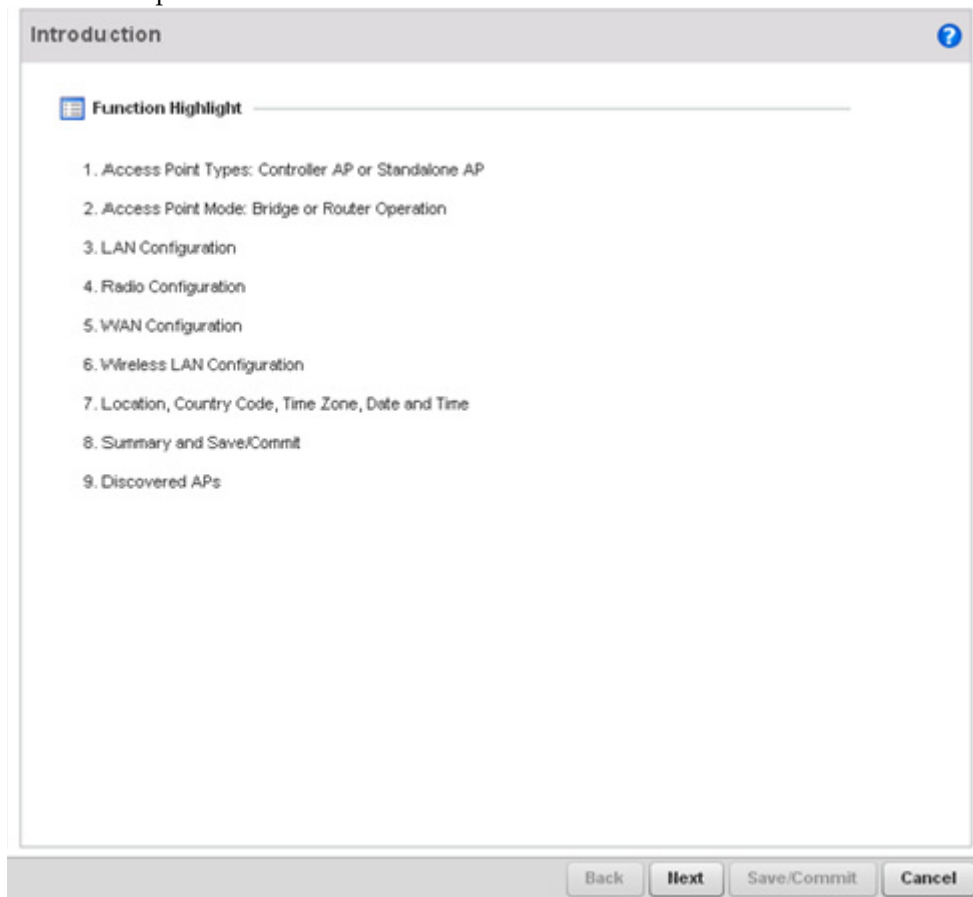 Introduction
?
Function Highlight
1. Access Point Types: Controller AP or Standalone AP
2. Access Point Mode: Bridge or Router Operation
3. LAN Configuration
4. Radio Configuration
5. WAN Configuration
6. Wireless LAN Configuration
7. Location, Country Code, Time Zone, Date and Time
8. Summary and Save/Commit
9. Discovered APs
Back Next Save/Commit Cancel